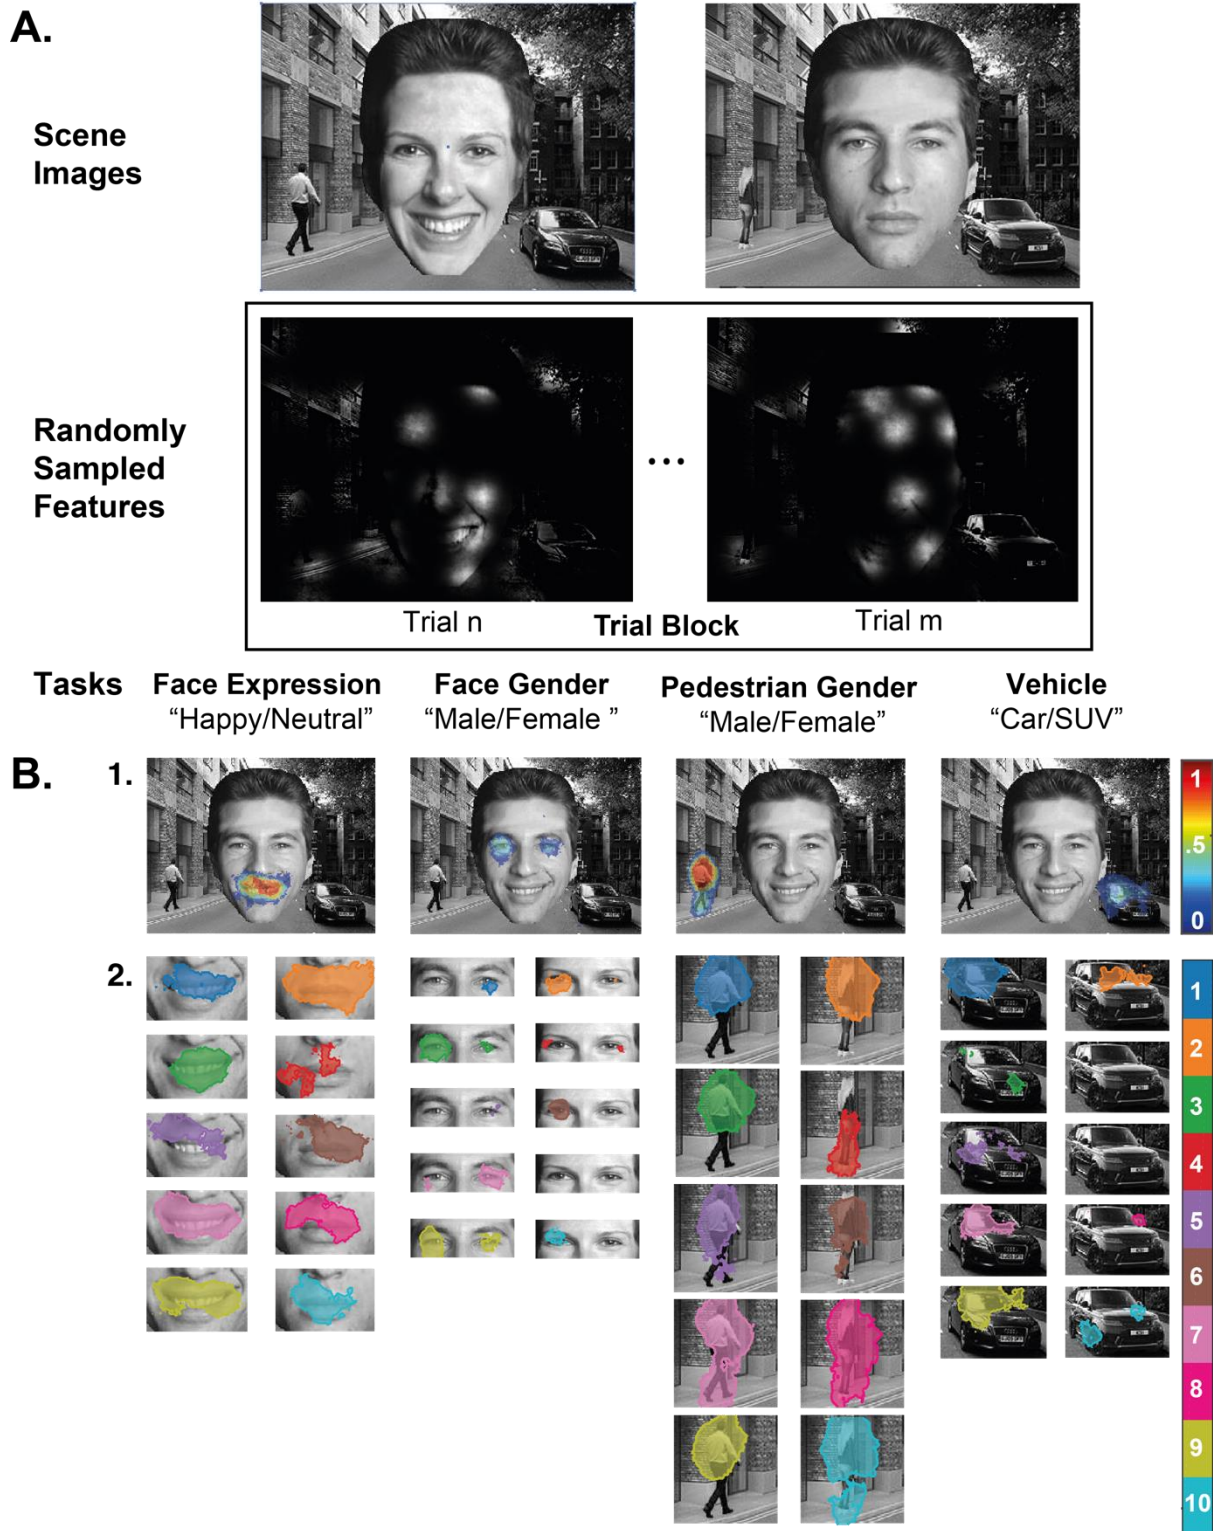 A.
Scene
Images
Randomly
Sampled
Features
...
Trial n
Trial Block
Trial m
Tasks
Face Expression
“Happy/Neutral”
Face Gender
“Male/Female ”
Pedestrian Gender
“Male/Female”
Vehicle
“Car/SUV”
B.
1.
1
.5
0
2.
1
2
3
4
5
6
7
8
9
10